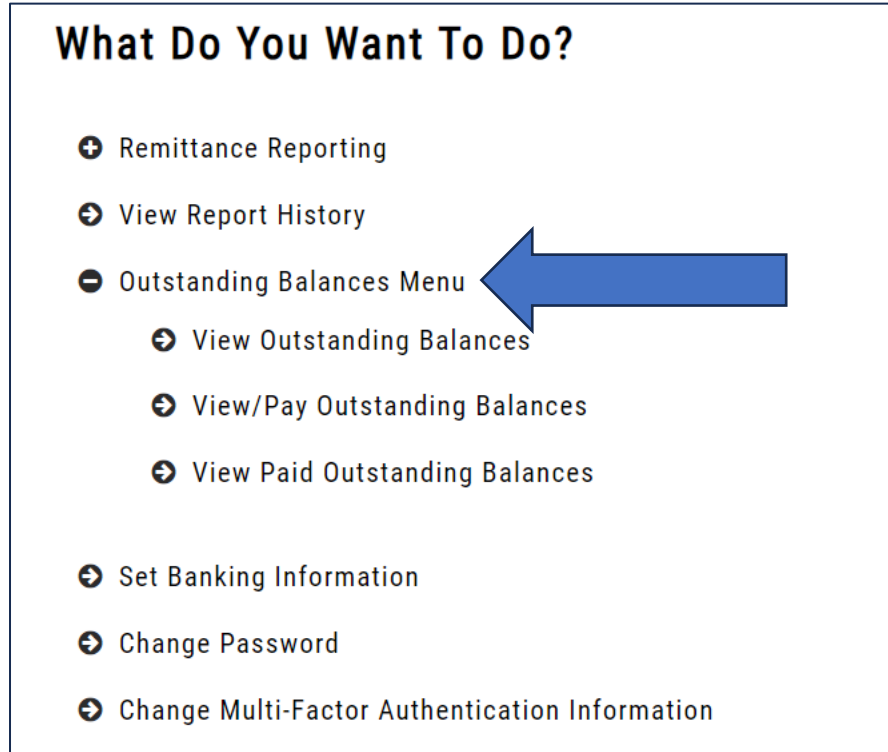 What Do You Want To Do?
Remittance Reporting
View Report History
Outstanding Balances Menu
View Outstanding Balances
View/Pay Outstanding Balances
View Paid Outstanding Balances
Set Banking Information
Change Password
Change Multi-Factor Authentication Information